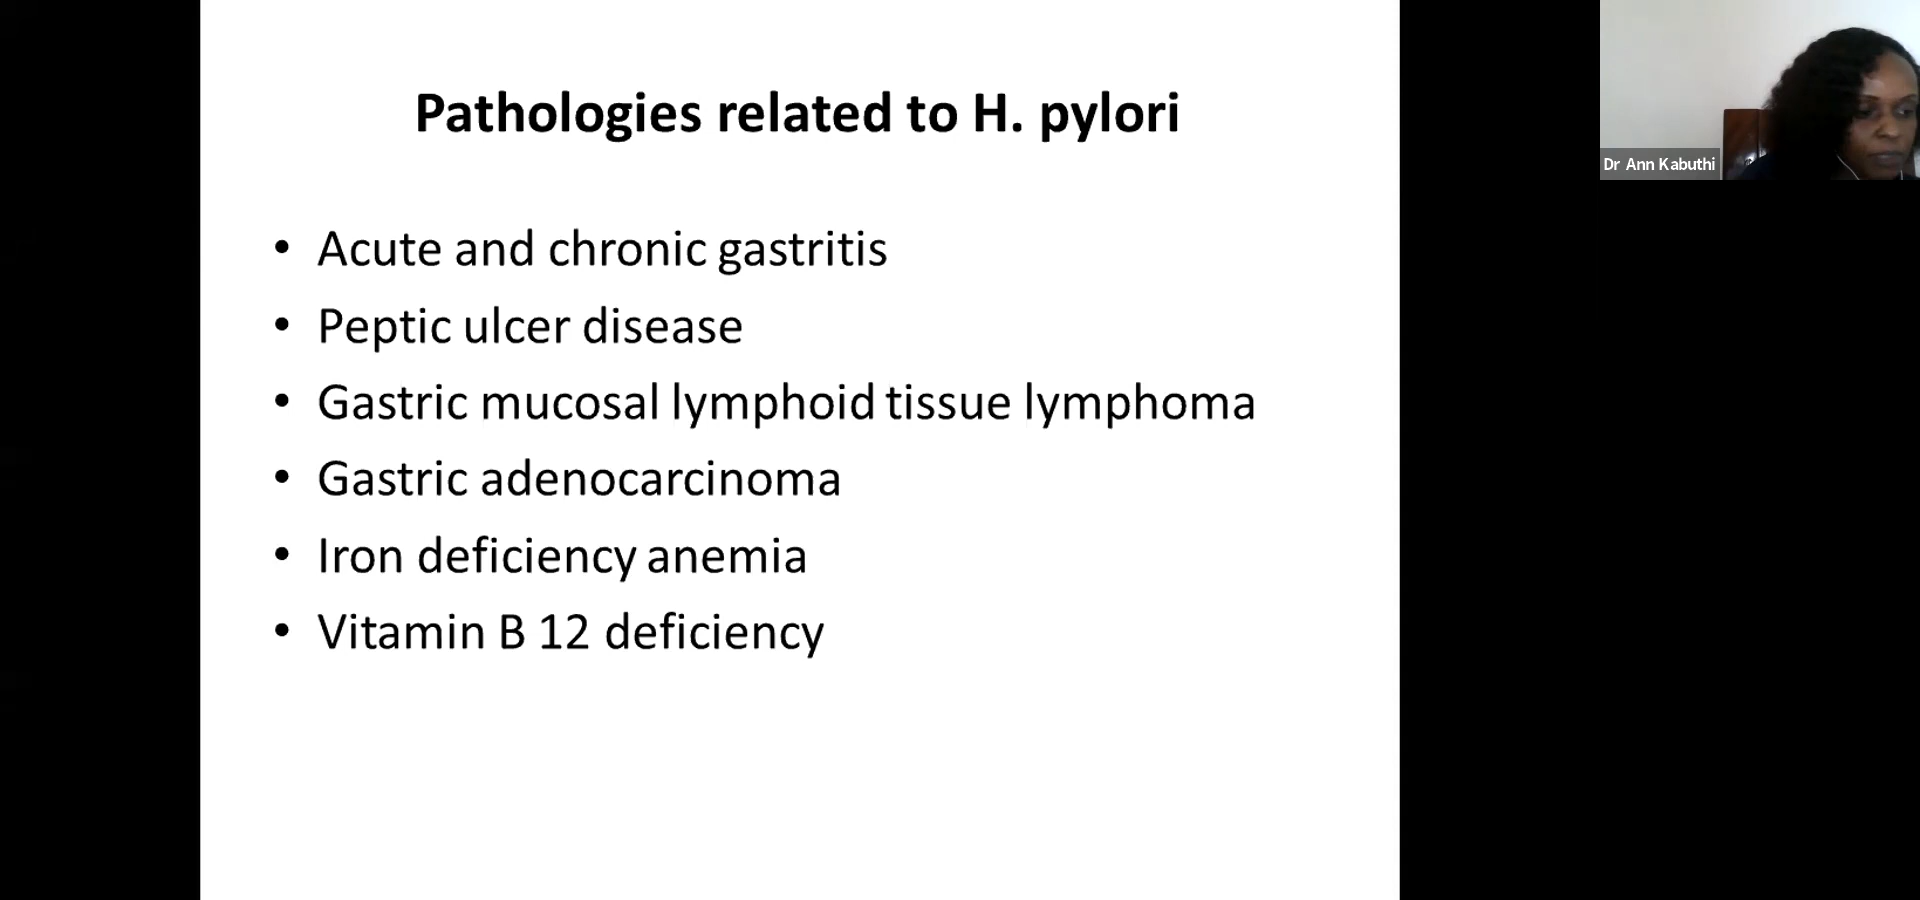 Pathologies related to H. pylori
• Acute and chronic gastritis
• Peptic ulcer disease
• Gastric mucosal lymphoid tissue lymphoma
• Gastric adenocarcinoma
• Iron deficiency anemia
• Vitamin B 12 deficiency
Dr Ann Kabuthi